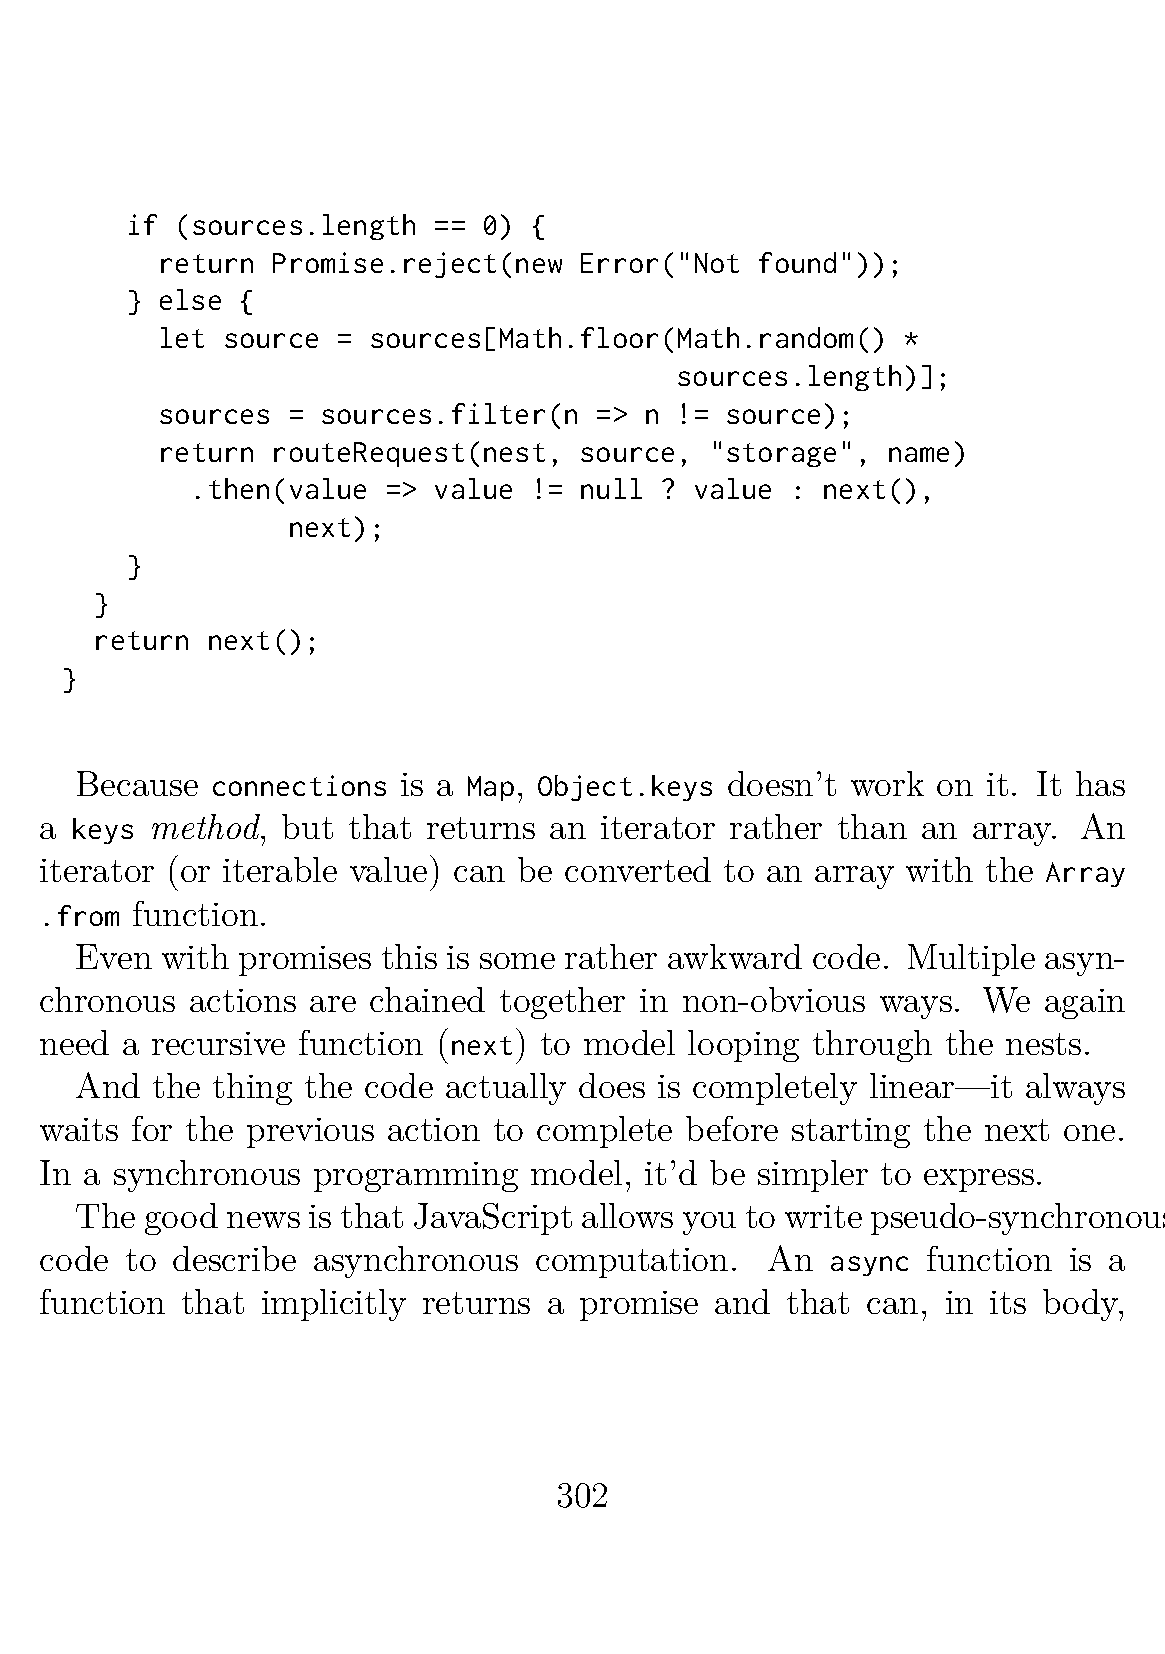 if (sources.length == 0) {
return Promise.reject(new Error("Not found"));
} else {
let source = sources[Math.floor(Math.random() *
sources.length)];
sources = sources.filter(n => n != source);
return routeRequest(nest, source, "storage", name)
.then(value => value != null ? value : next(),
next);
}
}
return next();
}
Because connections is a Map, Object.keys doesn't work on it. It has
a keys method, but that returns an iterator rather than an array. An
iterator (or iterable value) can be converted to an array with the Array
.from function.
Even with promises this is some rather awkward code. Multiple asyn-
chronous actions are chained together in non-obvious ways. We again
need a recursive function (next) to model looping through the nests.
And the thing the code actually does is completely linear—it always
waits for the previous action to complete before starting the next one.
In a synchronous programming model, it'd be simpler to express.
The good news is that JavaScript allows you to write pseudo-synchronous
code to describe asynchronous computation. An async function is a
function that implicitly returns a promise and that can, in its body,
302